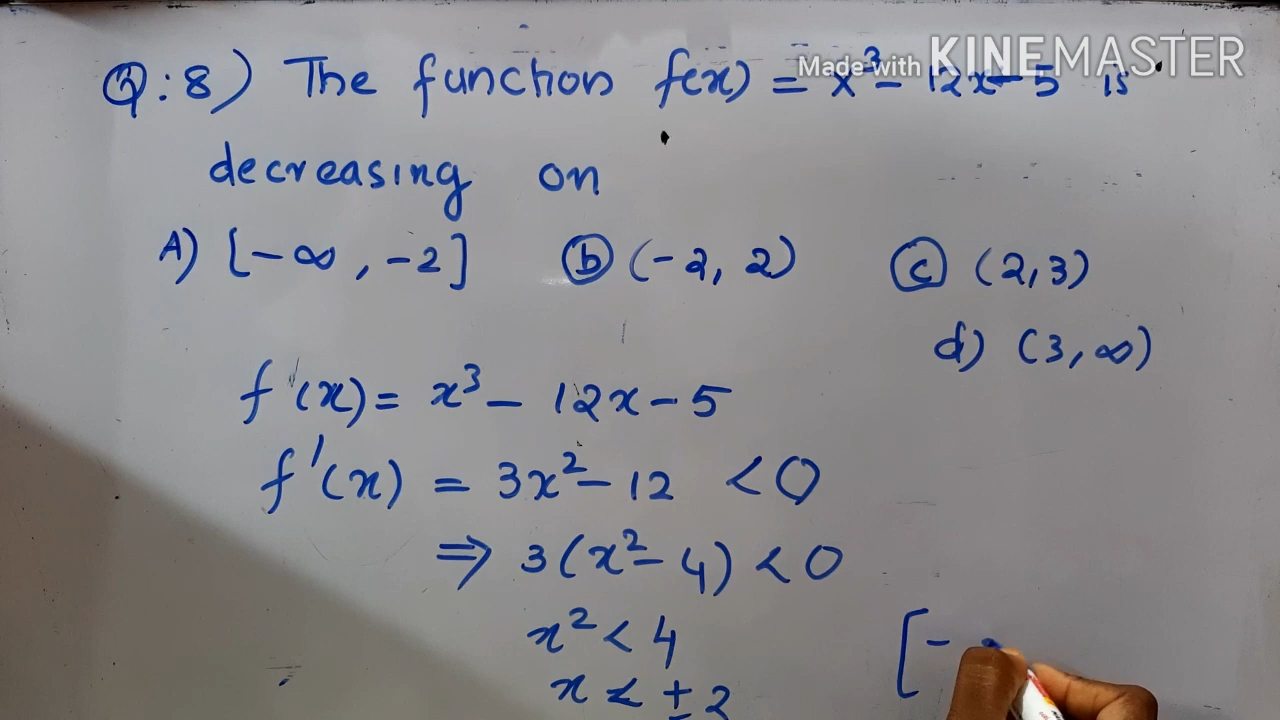 Made with KINEMASTER
Q:8) The function f(x) = x³ - 12x - 5 is
decreasing on
A) [-∞, -2] (b) (-2, 2) (c) (2,3)
d) (3, ∞)
f'(x) = x³ - 12x - 5
f'(x) = 3x² - 12 < 0
⇒ 3(x² - 4) < 0
x² < 4 [-
x < ± 2